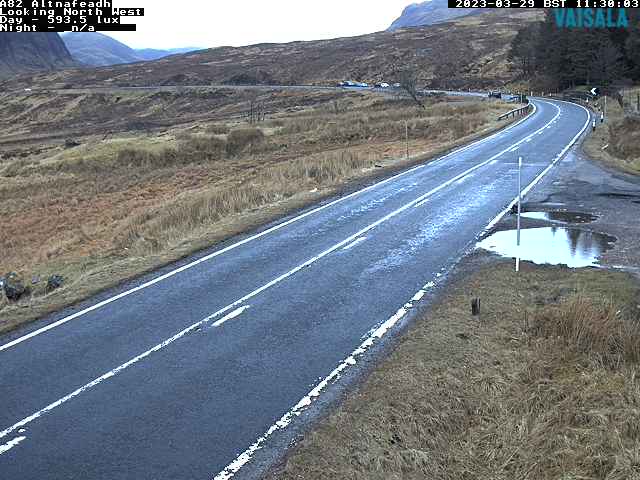 A82 Altnafeadh
Looking North West
Day - 593.5 lux
Night - n/a
2023-03-29 BST 11:30:03
VAISALA